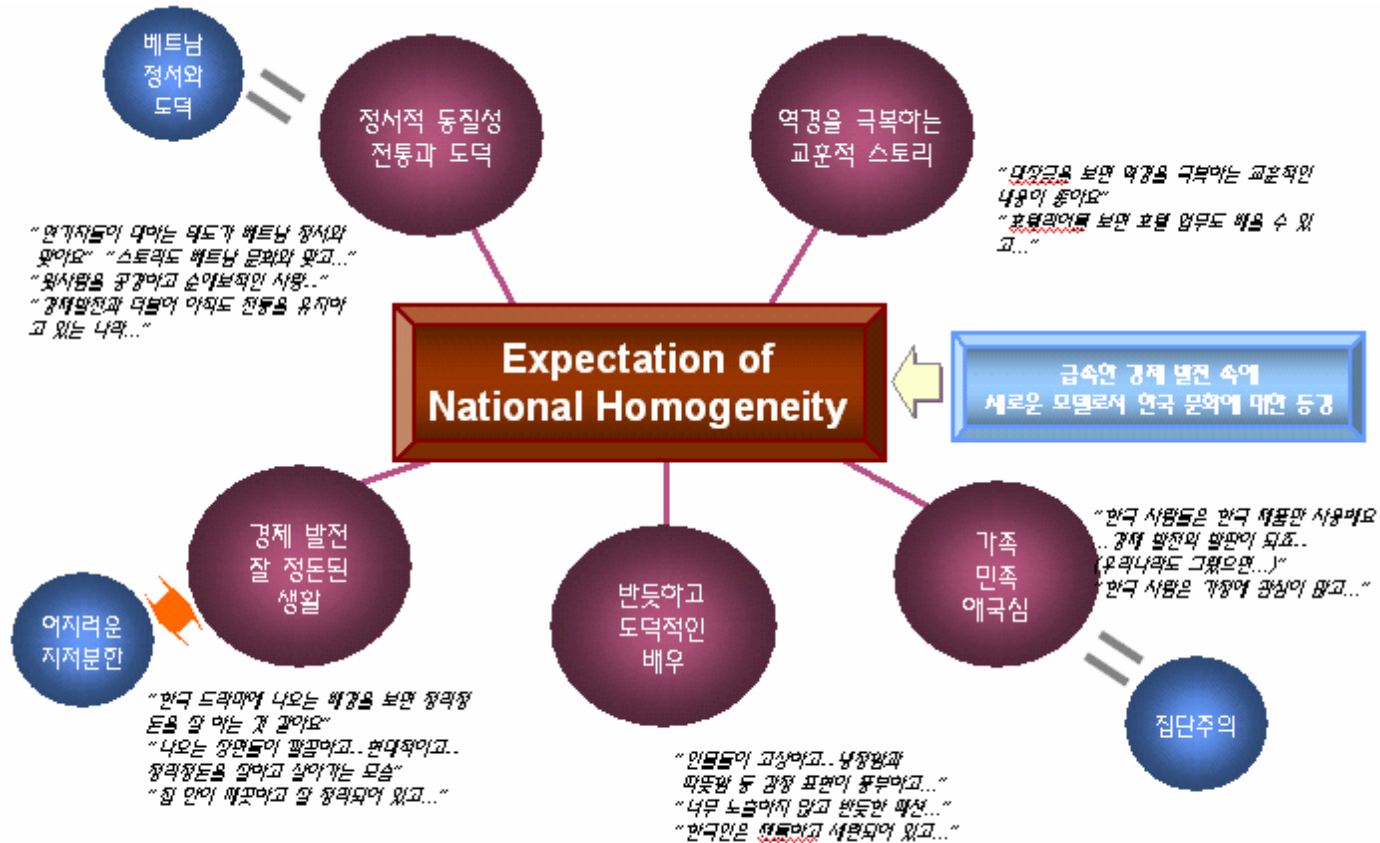 베트남
정서와
도덕
정서적 동질성
전통과 도덕
역경을 극복하는
교훈적 스토리
"대장금을 보면 역경을 극복하는 교훈적인
내용이 좋아요"
"호텔리어를 보면 호텔 업무도 배울 수 있
고..."
"연기자들이 대하는 태도가 베트남 정서와
맞아요" "스토리도 베트남 문화와 맞고..."
"윗사람을 공경하고 순애보적인 사랑.."
"경제발전과 더불어 아직도 전통을 유지하
고 있는 나라..."
Expectation of
National Homogeneity
급속한 경제 발전 속에
새로운 모델로서 한국 문화에 대한 동경
경제 발전
잘 정돈된
생활
어지러운
지저분한
반듯하고
도덕적인
배우
가족
민족
애국심
"한국 사람들은 한국 제품만 사용해요
..경제 발전의 발판이 되죠..
(우리나라도 그랬으면...)"
"한국 사람은 가정에 관심이 많고..."
집단주의
"한국 드라마에 나오는 배경을 보면 정리정
돈을 잘 하는 것 같아요"
"나오는 장면들이 깔끔하고..현대적이고..
정리정돈을 잘하고 살아가는 모습"
"집 안이 깨끗하고 잘 정리되어 있고..."
"인물들이 고상하고..냉정함과
따뜻함 등 감정 표현이 풍부하고..."
"너무 노출하지 않고 반듯한 패션..."
"한국인은 세련되어 있고..."